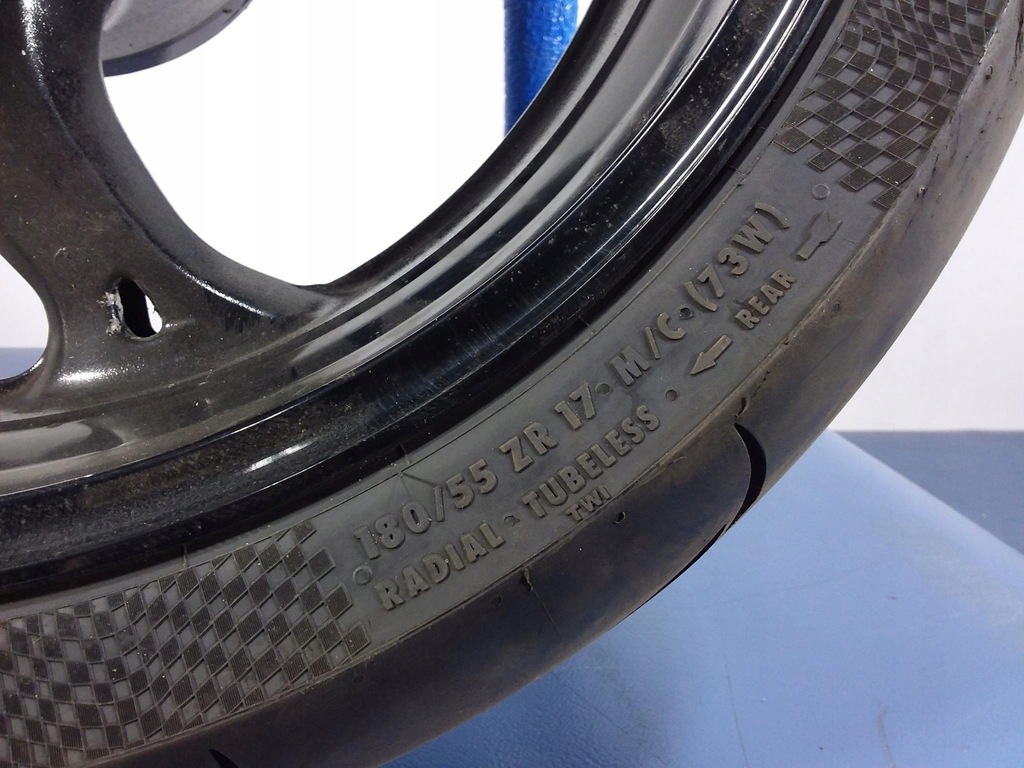 180/55 ZR 17 · M/C · (73W)
RADIAL · TUBELESS · ← REAR
TWI